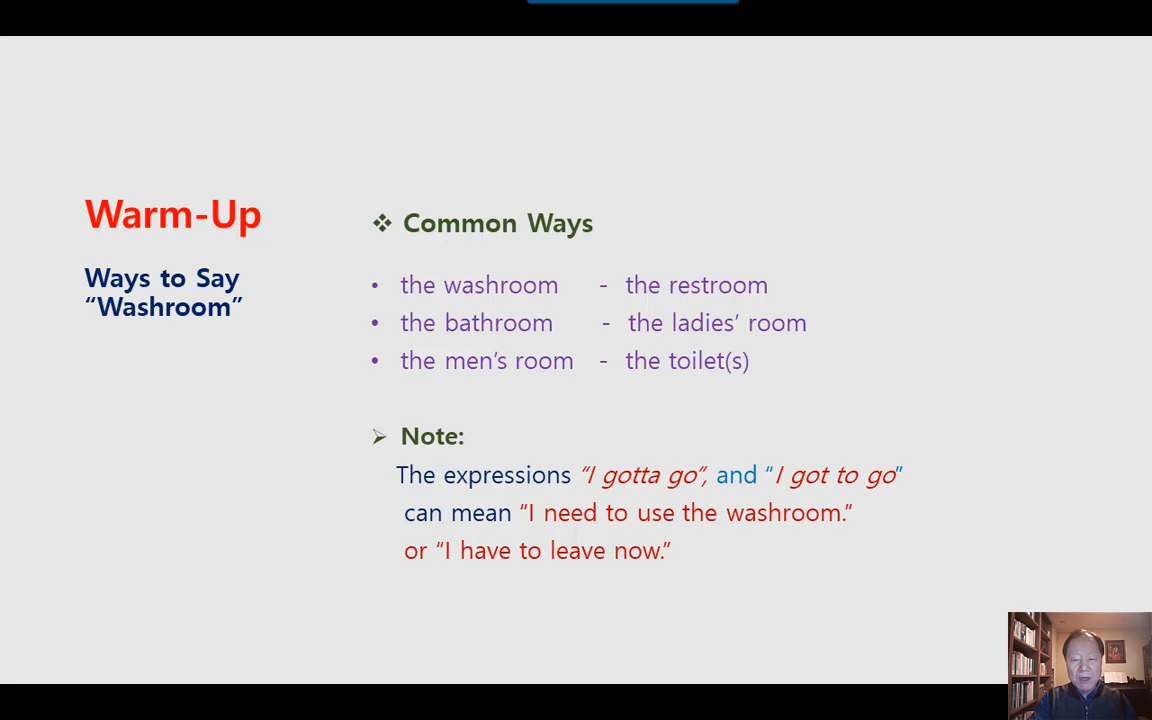 Warm-Up
Ways to Say
“Washroom”
❖ Common Ways
• the washroom - the restroom
• the bathroom - the ladies’ room
• the men’s room - the toilet(s)
➢ Note:
The expressions “I gotta go”, and “I got to go”
can mean “I need to use the washroom.”
or “I have to leave now.”